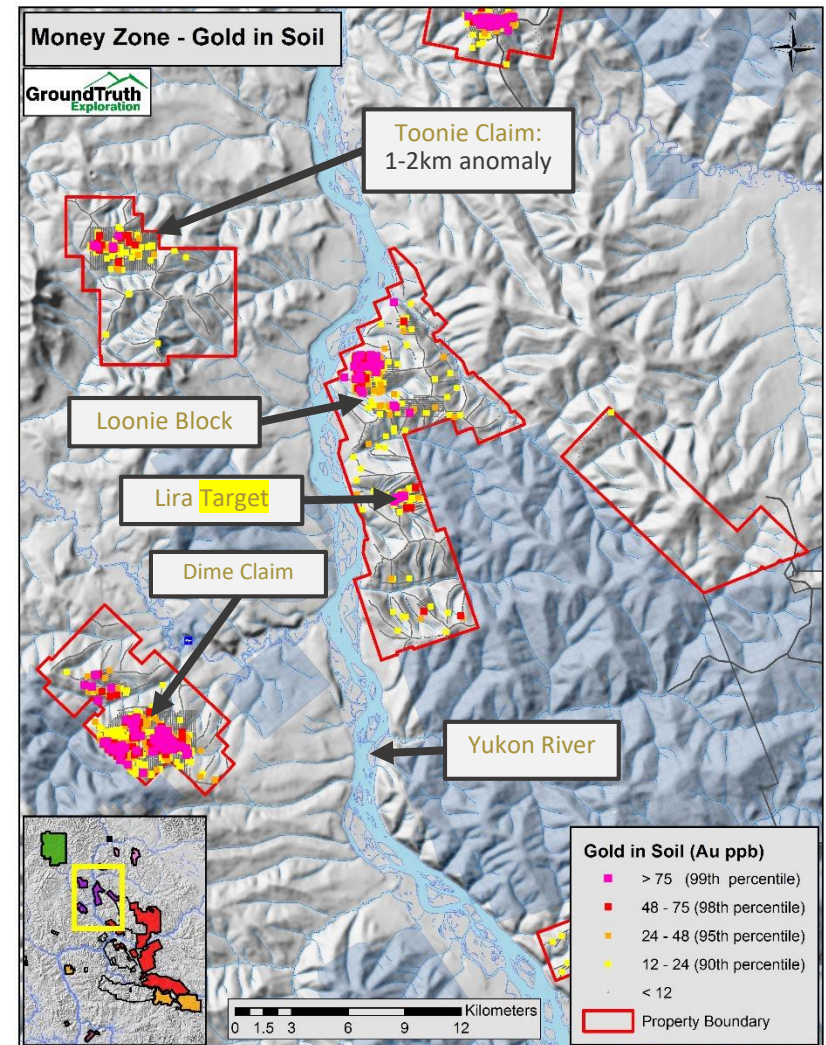 Money Zone - Gold in Soil
N
GroundTruth
Exploration
Toonie Claim:
1-2km anomaly
Loonie Block
Lira Target
Dime Claim
Yukon River
Gold in Soil (Au ppb)
> 75 (99th percentile)
48 - 75 (98th percentile)
24 - 48 (95th percentile)
12 - 24 (90th percentile)
< 12
Property Boundary
Kilometers
0 1.5 3 6 9 12